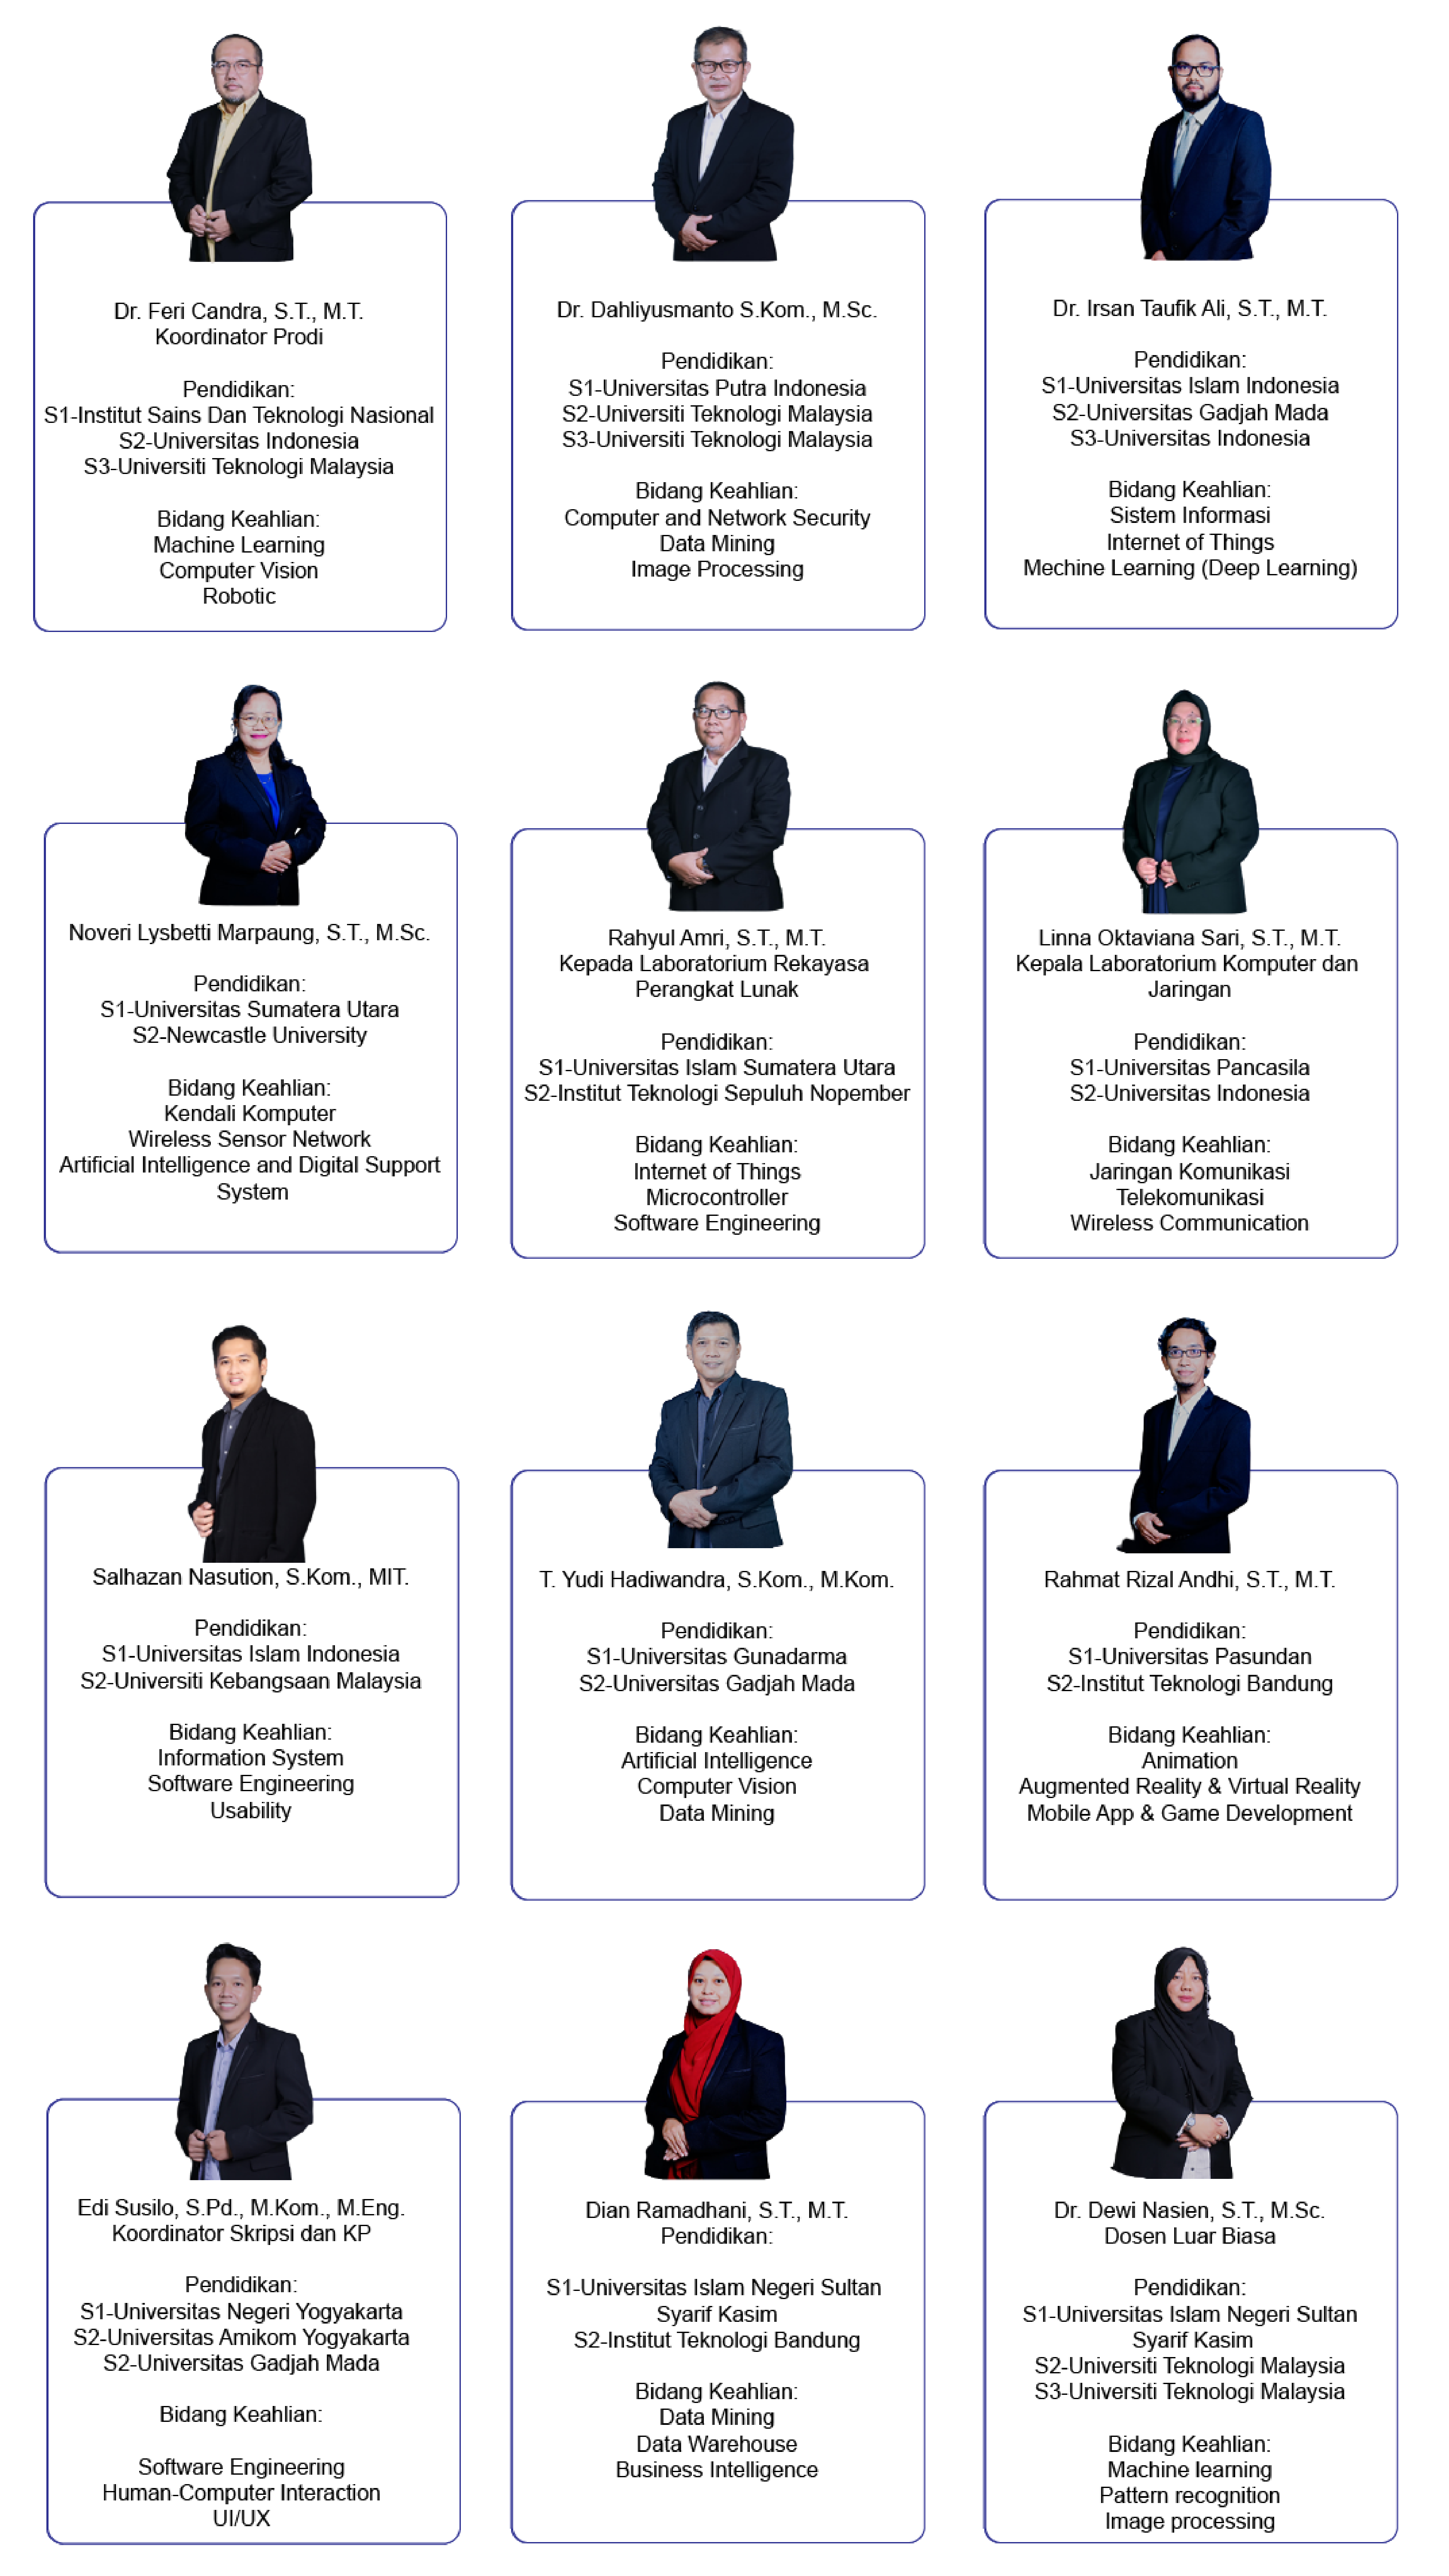 Dr. Feri Candra, S.T., M.T.
Koordinator Prodi
Pendidikan:
S1-Institut Sains Dan Teknologi Nasional
S2-Universitas Indonesia
S3-Universiti Teknologi Malaysia
Bidang Keahlian:
Machine Learning
Computer Vision
Robotic
Dr. Dahliyusmanto S.Kom., M.Sc.
Pendidikan:
S1-Universitas Putra Indonesia
S2-Universiti Teknologi Malaysia
S3-Universiti Teknologi Malaysia
Bidang Keahlian:
Computer and Network Security
Data Mining
Image Processing
Dr. Irsan Taufik Ali, S.T., M.T.
Pendidikan:
S1-Universitas Islam Indonesia
S2-Universitas Gadjah Mada
S3-Universitas Indonesia
Bidang Keahlian:
Sistem Informasi
Internet of Things
Mechine Learning (Deep Learning)
Noveri Lysbetti Marpaung, S.T., M.Sc.
Pendidikan:
S1-Universitas Sumatera Utara
S2-Newcastle University
Bidang Keahlian:
Kendali Komputer
Wireless Sensor Network
Artificial Intelligence and Digital Support
System
Rahyul Amri, S.T., M.T.
Kepada Laboratorium Rekayasa
Perangkat Lunak
Pendidikan:
S1-Universitas Islam Sumatera Utara
S2-Institut Teknologi Sepuluh Nopember
Bidang Keahlian:
Internet of Things
Microcontroller
Software Engineering
Linna Oktaviana Sari, S.T., M.T.
Kepala Laboratorium Komputer dan
Jaringan
Pendidikan:
S1-Universitas Pancasila
S2-Universitas Indonesia
Bidang Keahlian:
Jaringan Komunikasi
Telekomunikasi
Wireless Communication
Salhazan Nasution, S.Kom., MIT.
Pendidikan:
S1-Universitas Islam Indonesia
S2-Universiti Kebangsaan Malaysia
Bidang Keahlian:
Information System
Software Engineering
Usability
T. Yudi Hadiwandra, S.Kom., M.Kom.
Pendidikan:
S1-Universitas Gunadarma
S2-Universitas Gadjah Mada
Bidang Keahlian:
Artificial Intelligence
Computer Vision
Data Mining
Rahmat Rizal Andhi, S.T., M.T.
Pendidikan:
S1-Universitas Pasundan
S2-Institut Teknologi Bandung
Bidang Keahlian:
Animation
Augmented Reality & Virtual Reality
Mobile App & Game Development
Edi Susilo, S.Pd., M.Kom., M.Eng.
Koordinator Skripsi dan KP
Pendidikan:
S1-Universitas Negeri Yogyakarta
S2-Universitas Amikom Yogyakarta
S2-Universitas Gadjah Mada
Bidang Keahlian:
Software Engineering
Human-Computer Interaction
UI/UX
Dian Ramadhani, S.T., M.T.
Pendidikan:
S1-Universitas Islam Negeri Sultan
Syarif Kasim
S2-Institut Teknologi Bandung
Bidang Keahlian:
Data Mining
Data Warehouse
Business Intelligence
Dr. Dewi Nasien, S.T., M.Sc.
Dosen Luar Biasa
Pendidikan:
S1-Universitas Islam Negeri Sultan
Syarif Kasim
S2-Universiti Teknologi Malaysia
S3-Universiti Teknologi Malaysia
Bidang Keahlian:
Machine learning
Pattern recognition
Image processing